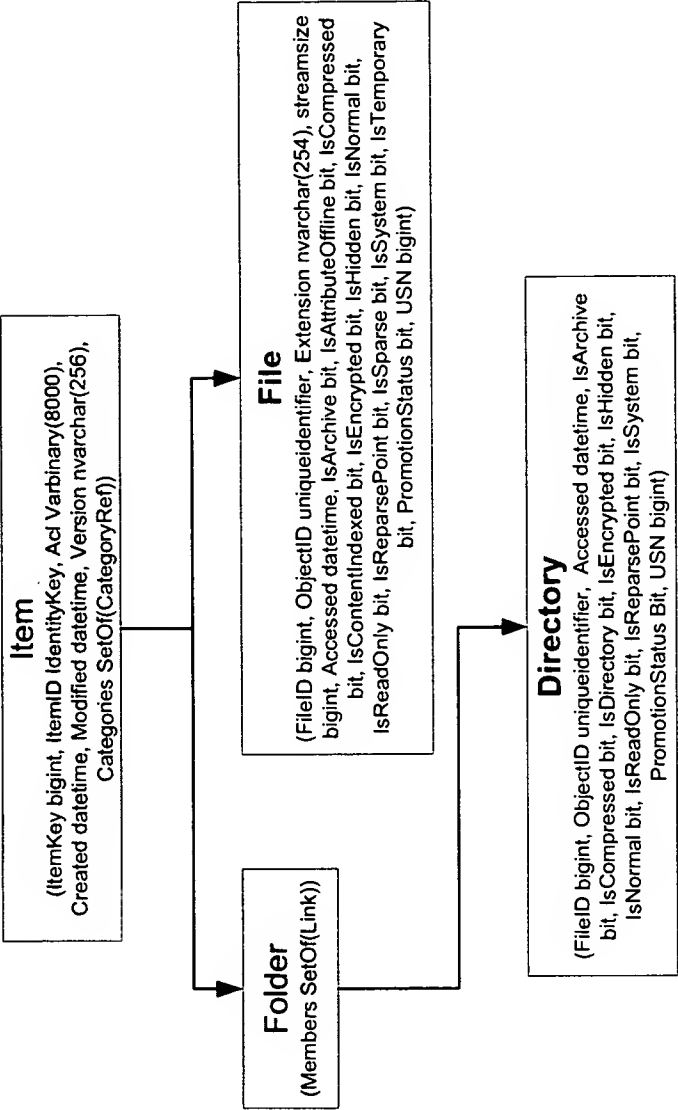 Item
(ItemKey bigint, ItemID IdentityKey, Acl Varbinary(8000),
Created datetime, Modified datetime, Version nvarchar(256),
Categories SetOf(CategoryRef))
Folder
(Members SetOf(Link))
File
(FileID bigint, ObjectID uniqueidentifier, Extension nvarchar(254), streamsize
bigint, Accessed datetime, IsArchive bit, IsAttributeOffline bit, IsCompressed
bit, IsContentIndexed bit, IsEncrypted bit, IsHidden bit, IsNormal bit,
IsReadOnly bit, IsReparsePoint bit, IsSparse bit, IsSystem bit, IsTemporary
bit, PromotionStatus bit, USN bigint)
Directory
(FileID bigint, ObjectID uniqueidentifier, Accessed datetime, IsArchive
bit, IsCompressed bit, IsDirectory bit, IsEncrypted bit, IsHidden bit,
IsNormal bit, IsReadOnly bit, IsReparsePoint bit, IsSystem bit,
PromotionStatus Bit, USN bigint)